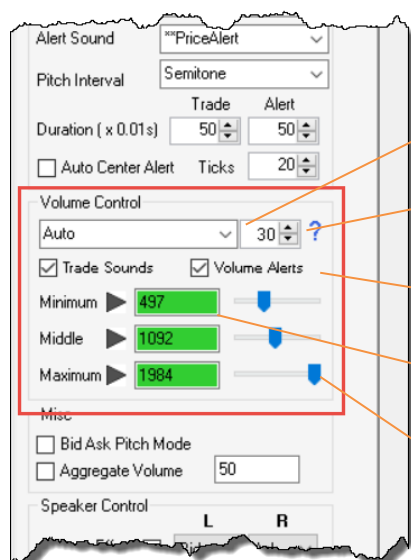 Alert Sound **PriceAlert
Pitch Interval Semitone
Trade Alert
Duration ( x 0.01s) 50 50
Auto Center Alert Ticks 20
Volume Control
Auto 30 ?
Trade Sounds Volume Alerts
Minimum 497
Middle 1092
Maximum 1984
Misc
Bid Ask Pitch Mode
Aggregate Volume 50
Speaker Control
L R